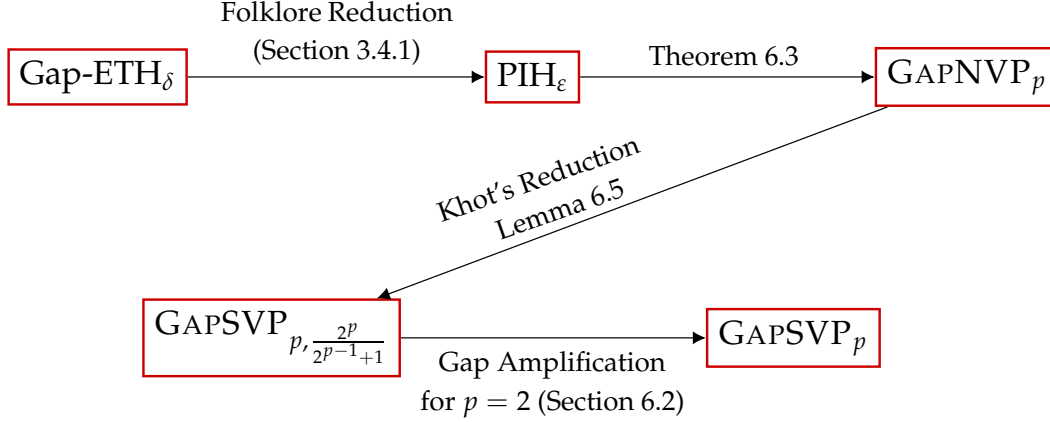 Folklore Reduction
(Section 3.4.1)
Gap-ETH_δ
PIH_ε
Theorem 6.3
GAPNVP_p
Khot's Reduction
Lemma 6.5
GAPSVP_{p, \frac{2^p}{2^{p-1}+1}}
Gap Amplification
for p = 2 (Section 6.2)
GAPSVP_p